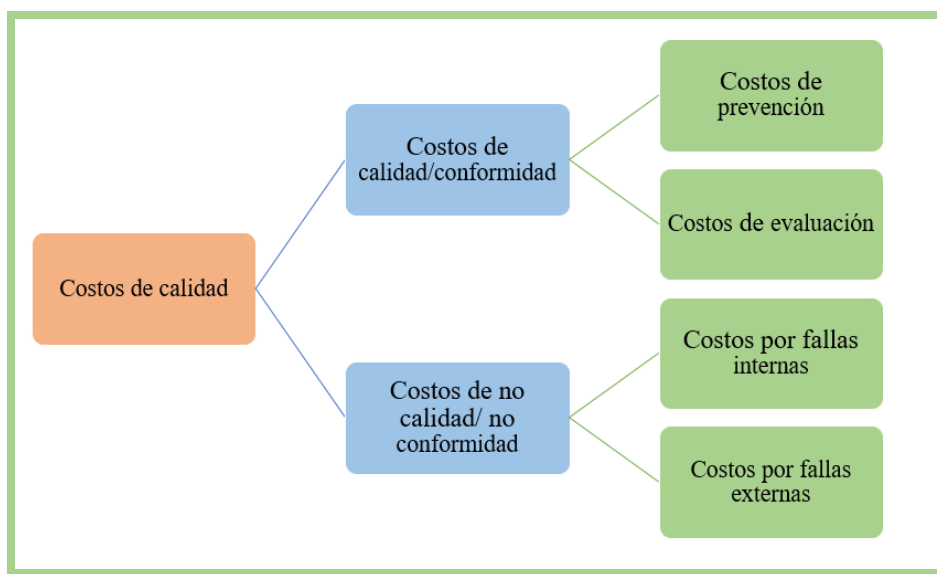 Costos de calidad
Costos de
calidad/conformidad
Costos de no
calidad/ no
conformidad
Costos de
prevención
Costos de evaluación
Costos por fallas
internas
Costos por fallas
externas